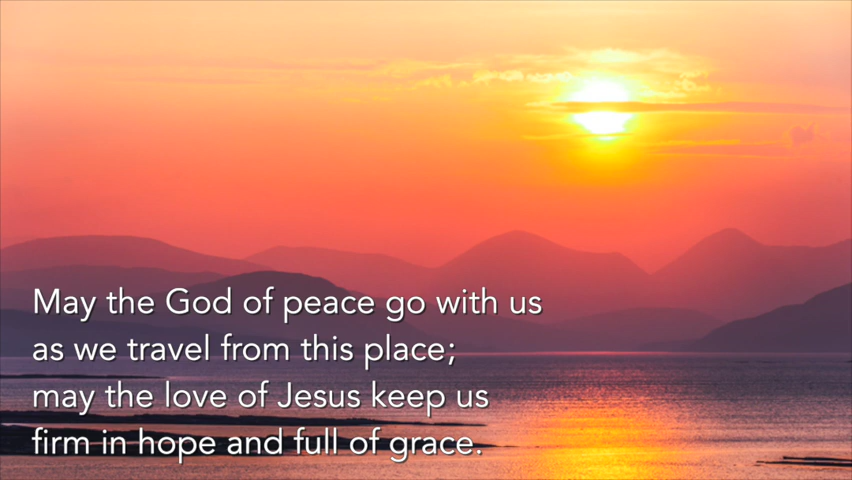 May the God of peace go with us
as we travel from this place;
may the love of Jesus keep us
firm in hope and full of grace.